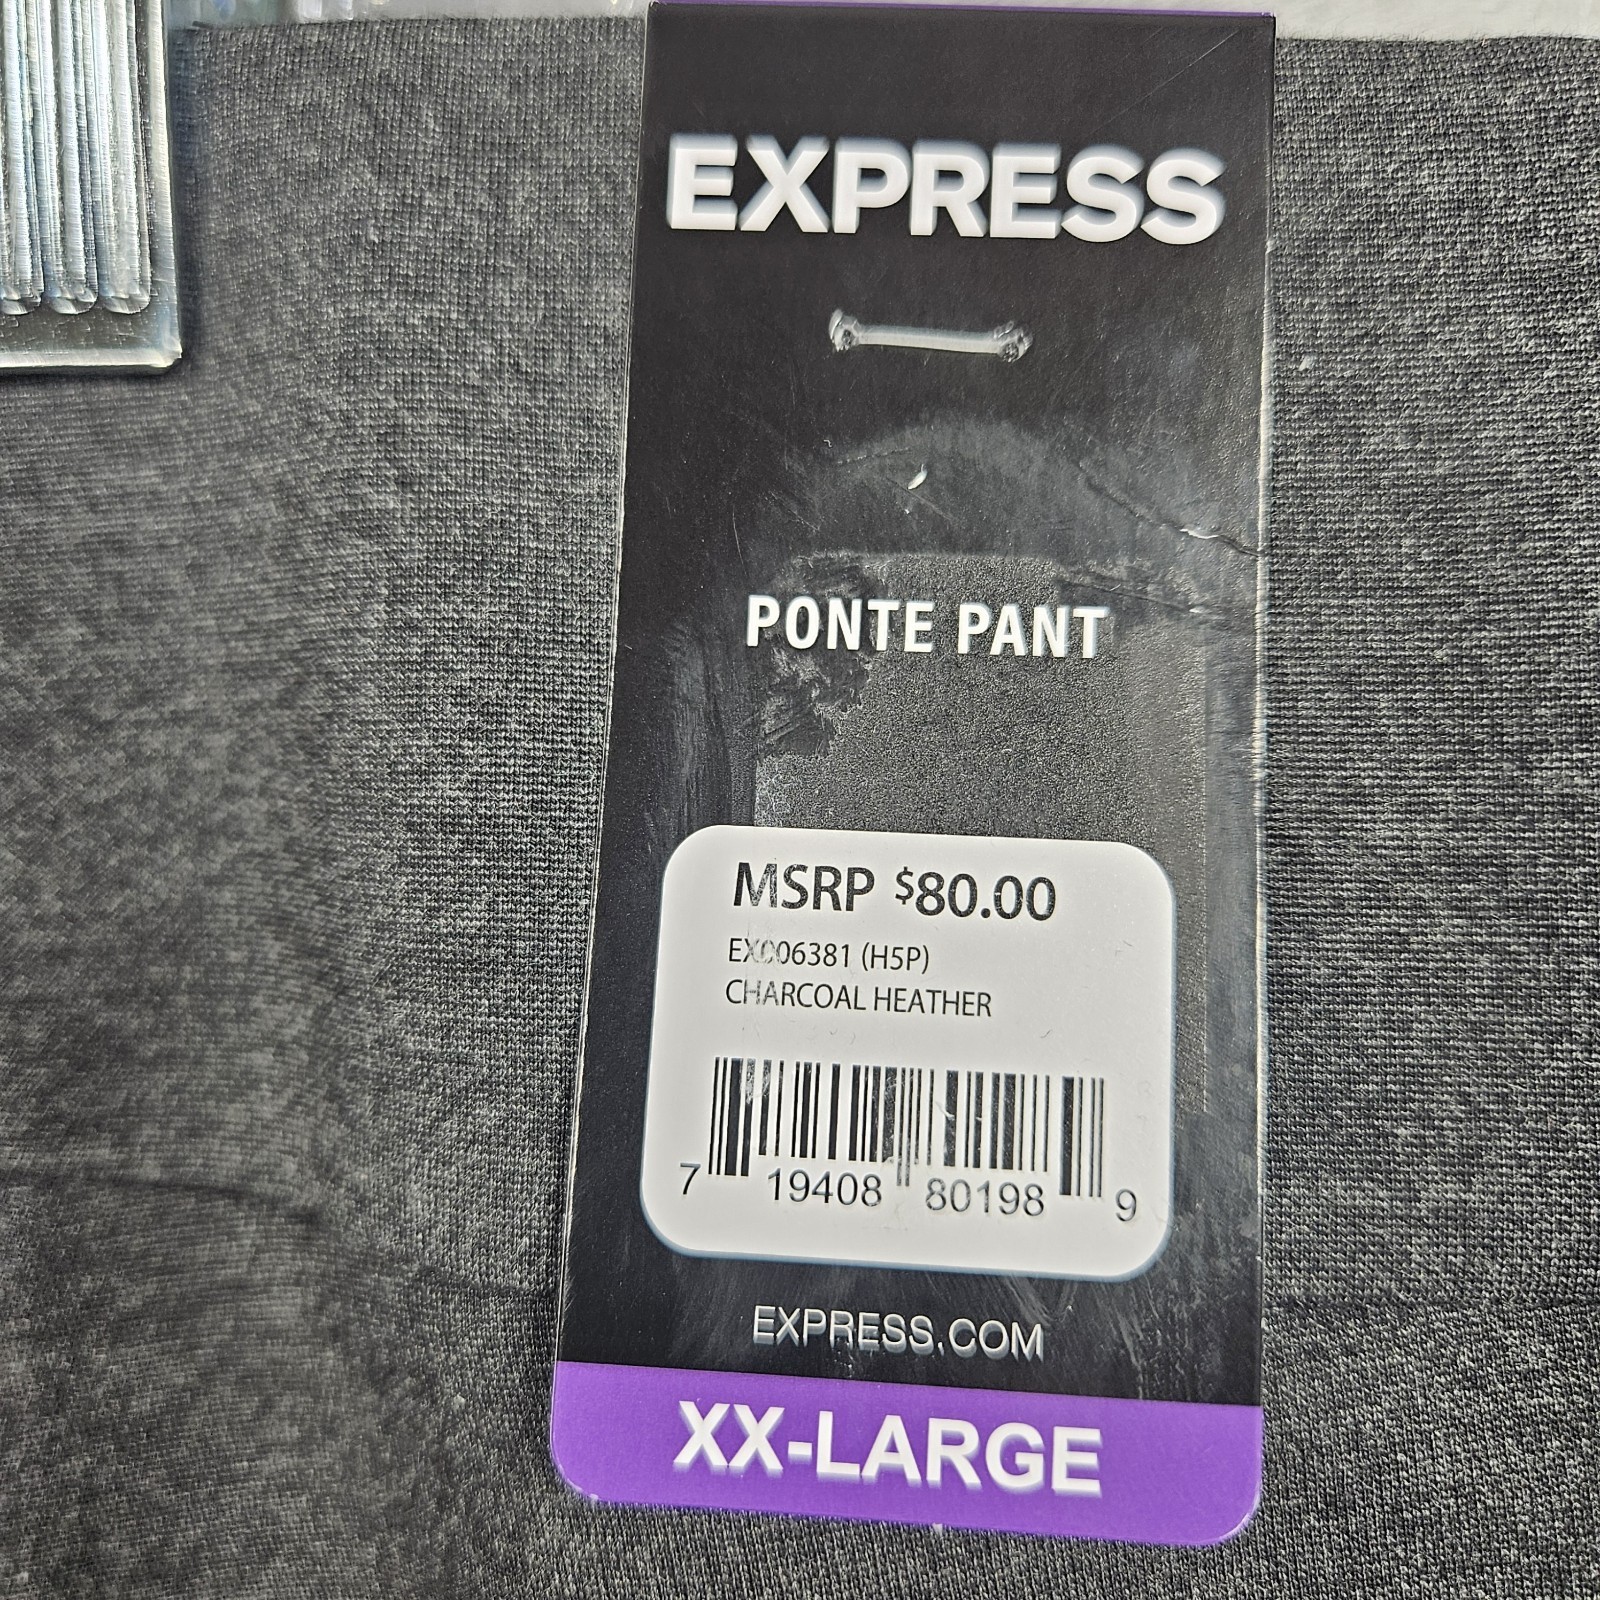 EXPRESS
PONTE PANT
MSRP $80.00
EX006381 (H5P)
CHARCOAL HEATHER
7 19408 80198 9
EXPRESS.COM
XX-LARGE